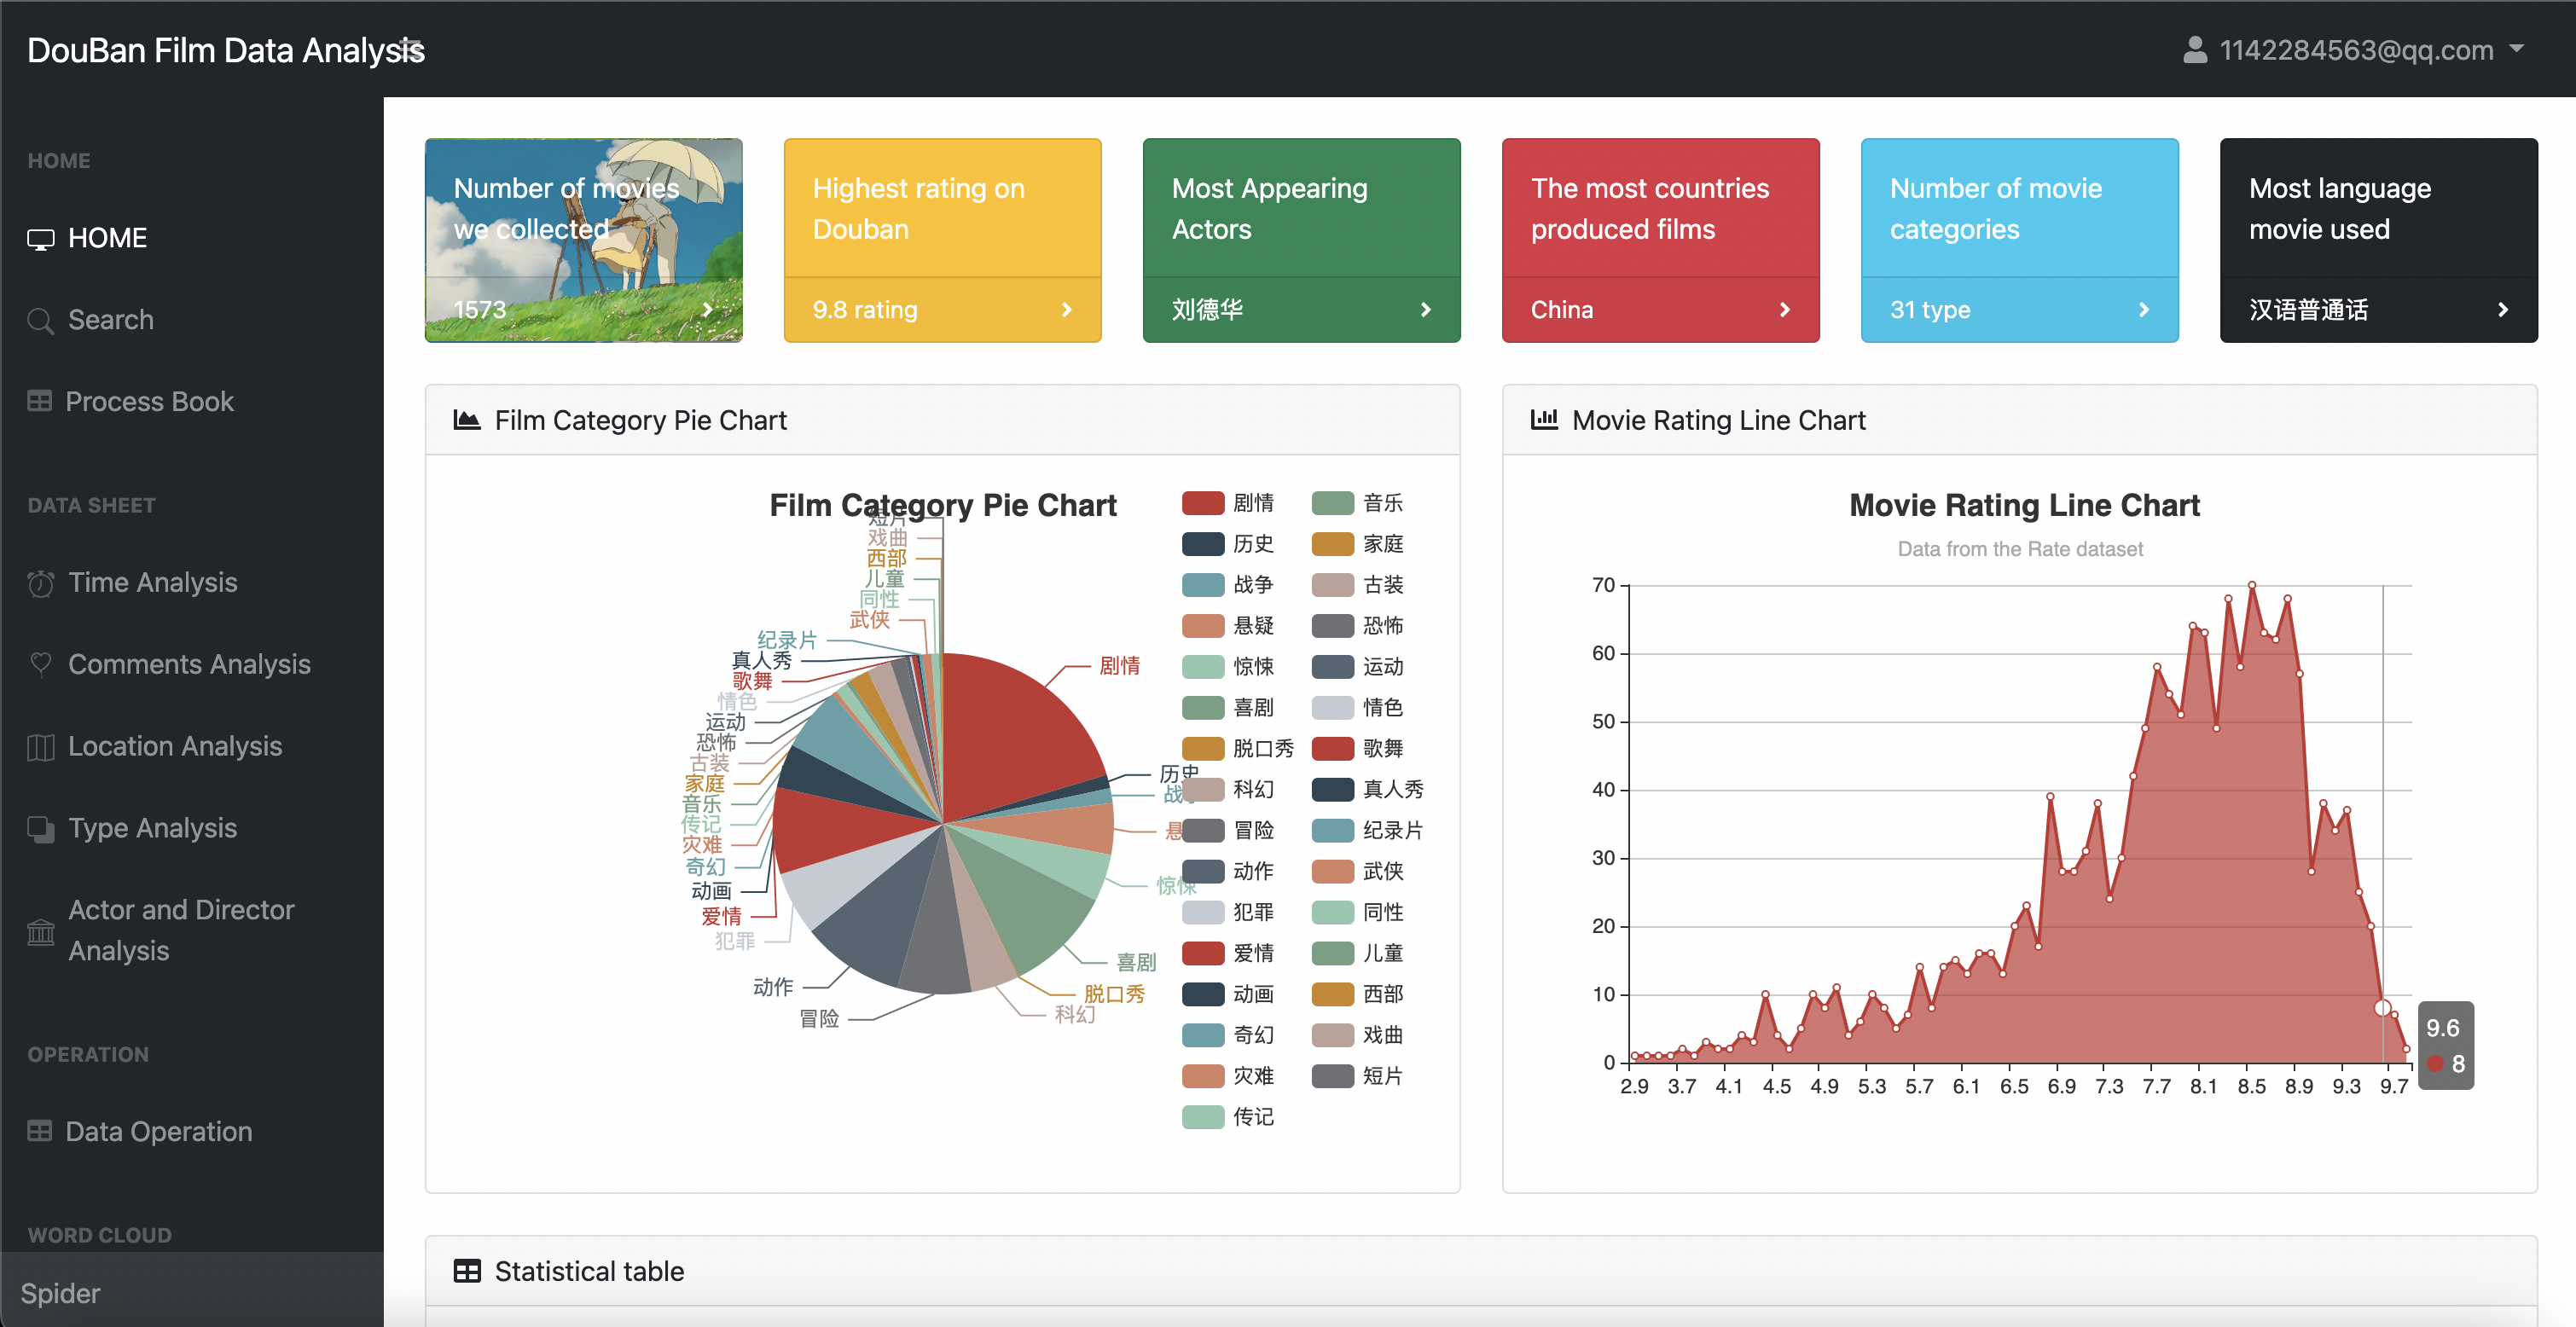 DouBan Film Data Analysis
1142284563@qq.com
HOME
HOME
Search
Process Book
DATA SHEET
Time Analysis
Comments Analysis
Location Analysis
Type Analysis
Actor and Director
Analysis
OPERATION
Data Operation
WORD CLOUD
Spider
Number of movies
we collected
1573
Highest rating on
Douban
9.8 rating
Most Appearing
Actors
刘德华
The most countries
produced films
China
Number of movie
categories
31 type
Most language
movie used
汉语普通话
Film Category Pie Chart
Film Category Pie Chart
短片
戏曲
西部
儿童
同性
武侠
纪录片
真人秀
歌舞
情色
运动
恐怖
古装
家庭
音乐
传记
灾难
奇幻
动画
爱情
犯罪
动作
冒险
剧情
历史
战
悬
惊悚
喜剧
脱口秀
科幻
剧情
历史
战争
悬疑
惊悚
喜剧
脱口秀
科幻
冒险
动作
犯罪
爱情
动画
奇幻
灾难
传记
音乐
家庭
古装
恐怖
运动
情色
歌舞
真人秀
纪录片
武侠
同性
儿童
西部
戏曲
短片
Movie Rating Line Chart
Movie Rating Line Chart
Data from the Rate dataset
70
60
50
40
30
20
10
0
2.9 3.7 4.1 4.5 4.9 5.3 5.7 6.1 6.5 6.9 7.3 7.7 8.1 8.5 8.9 9.3 9.7
9.6
8
Statistical table